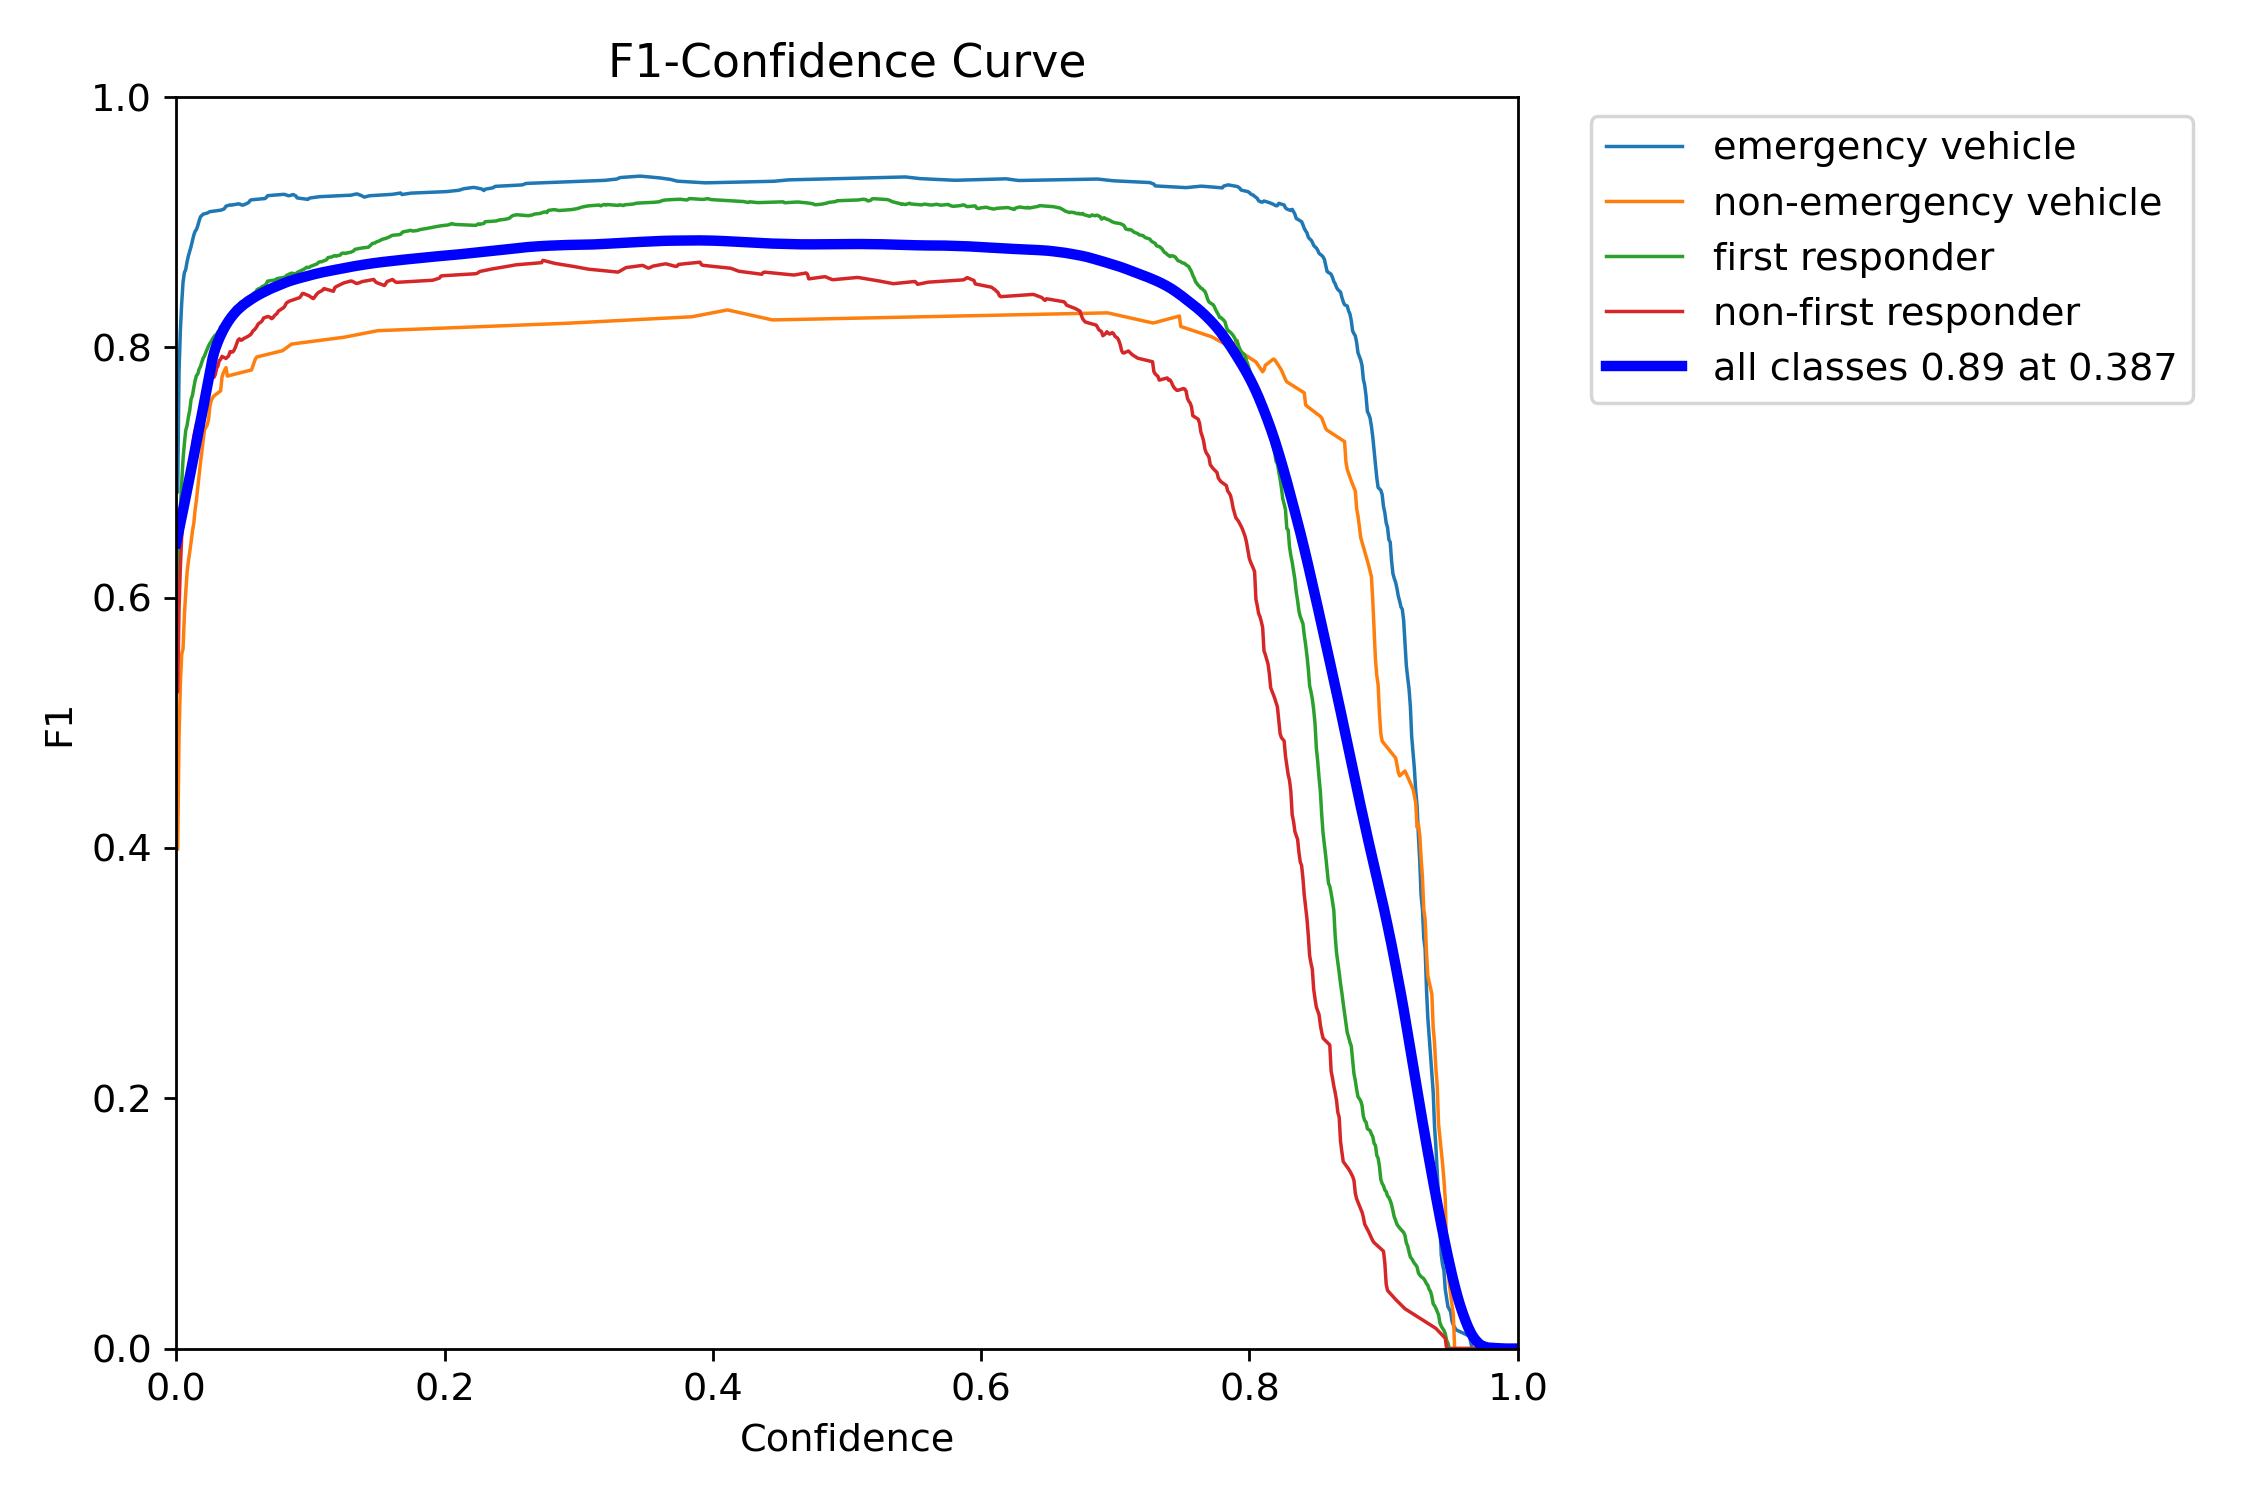 F1-Confidence Curve
1.0
0.8
0.6
0.4
0.2
0.0
F1
0.0 0.2 0.4 0.6 0.8 1.0
Confidence
emergency vehicle
non-emergency vehicle
first responder
non-first responder
all classes 0.89 at 0.387